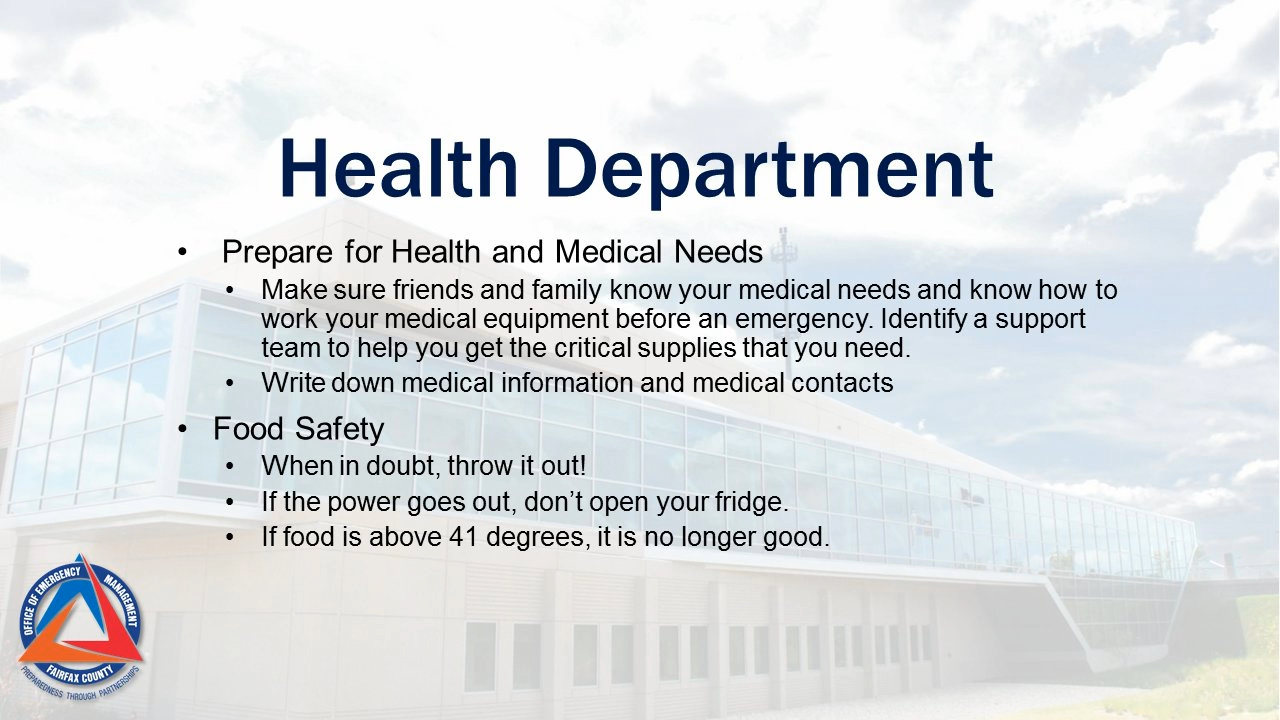 Health Department
• Prepare for Health and Medical Needs
• Make sure friends and family know your medical needs and know how to
work your medical equipment before an emergency. Identify a support
team to help you get the critical supplies that you need.
• Write down medical information and medical contacts
• Food Safety
• When in doubt, throw it out!
• If the power goes out, don’t open your fridge.
• If food is above 41 degrees, it is no longer good.
OFFICE OF EMERGENCY MANAGEMENT
FAIRFAX COUNTY
PREPAREDNESS THROUGH PARTNERSHIPS